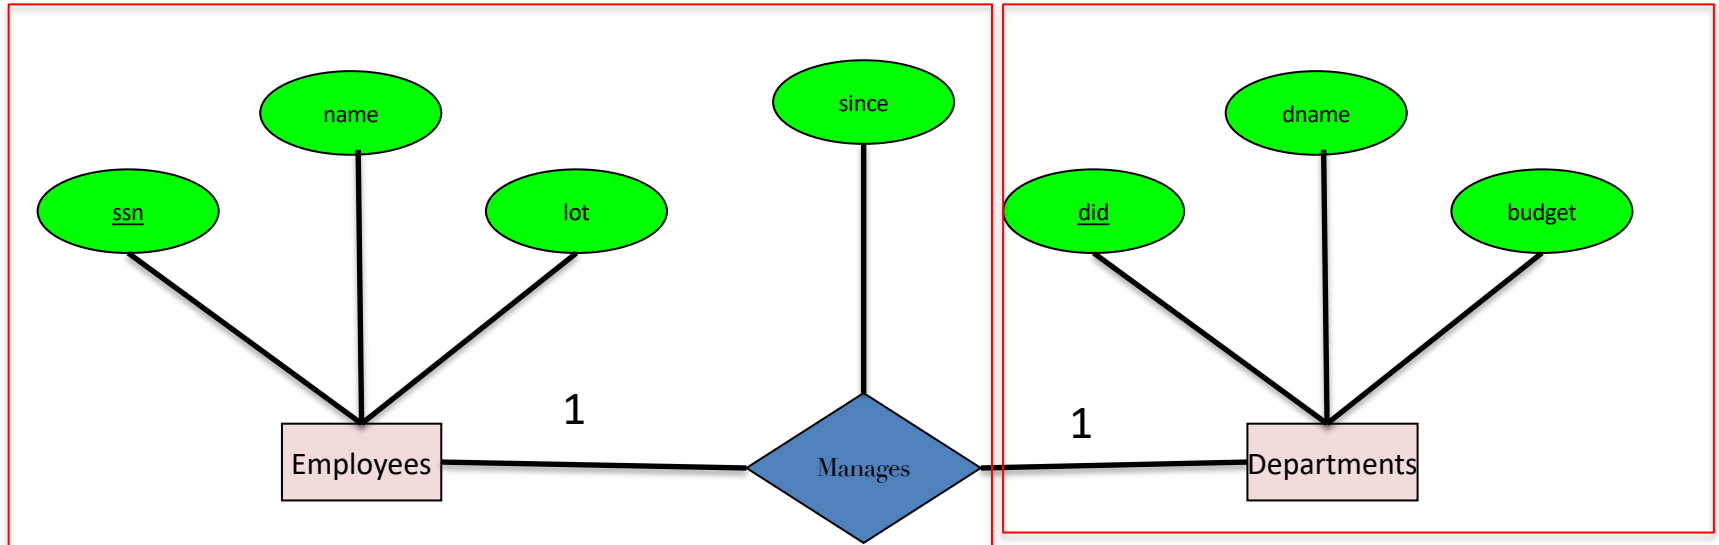 since
name
dname
ssn
lot
did
budget
1
1
Employees
Manages
Departments